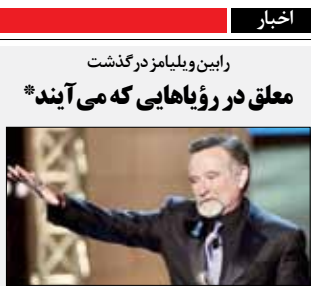 اخبار
رابین ویلیامز درگذشت
معلق در رؤیاهایی که می‌آیند*